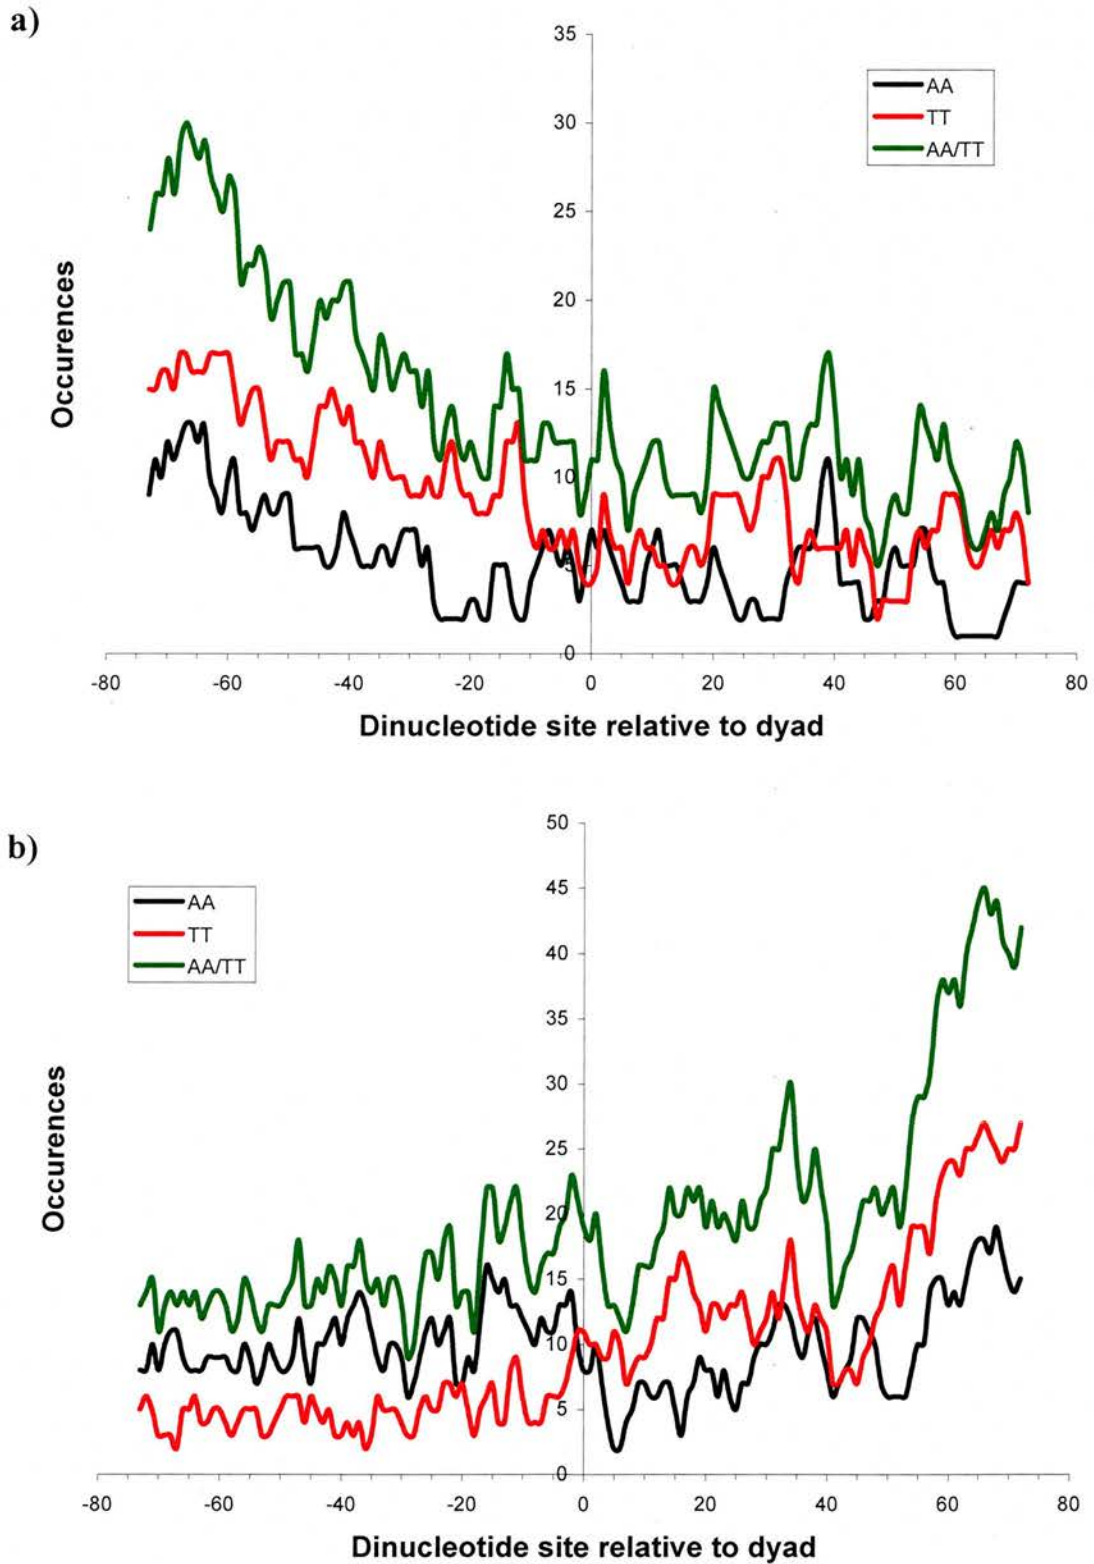 a)
35
30
25
20
15
10
5
0
Occurences
AA
TT
AA/TT
-80 -60 -40 -20 0 20 40 60 80
Dinucleotide site relative to dyad
b)
50
45
40
35
30
25
20
15
10
5
0
Occurences
AA
TT
AA/TT
-80 -60 -40 -20 0 20 40 60 80
Dinucleotide site relative to dyad